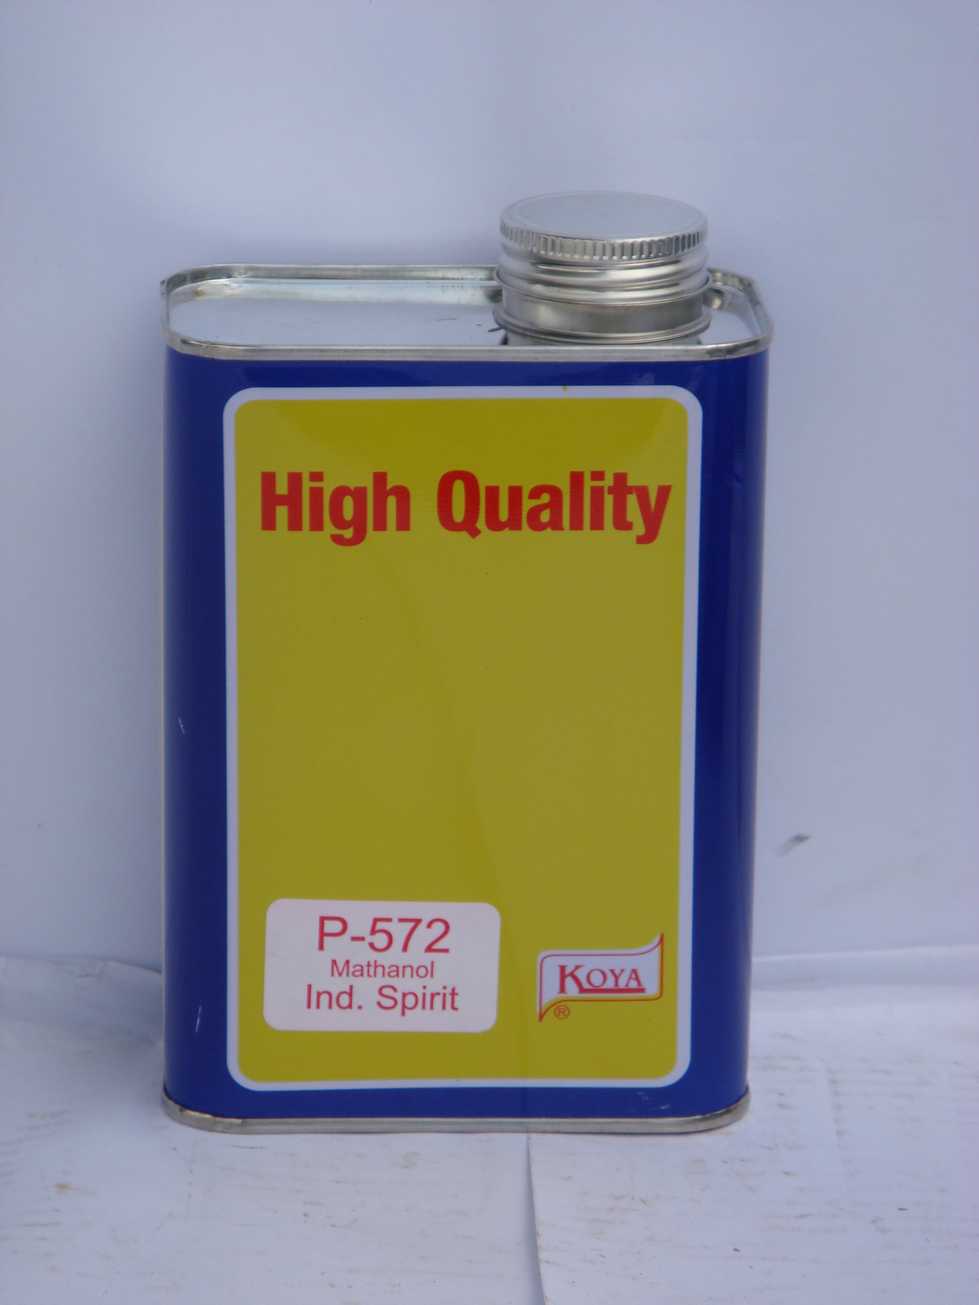 High Quality
P-572
Mathanol
Ind. Spirit
KOYA
®